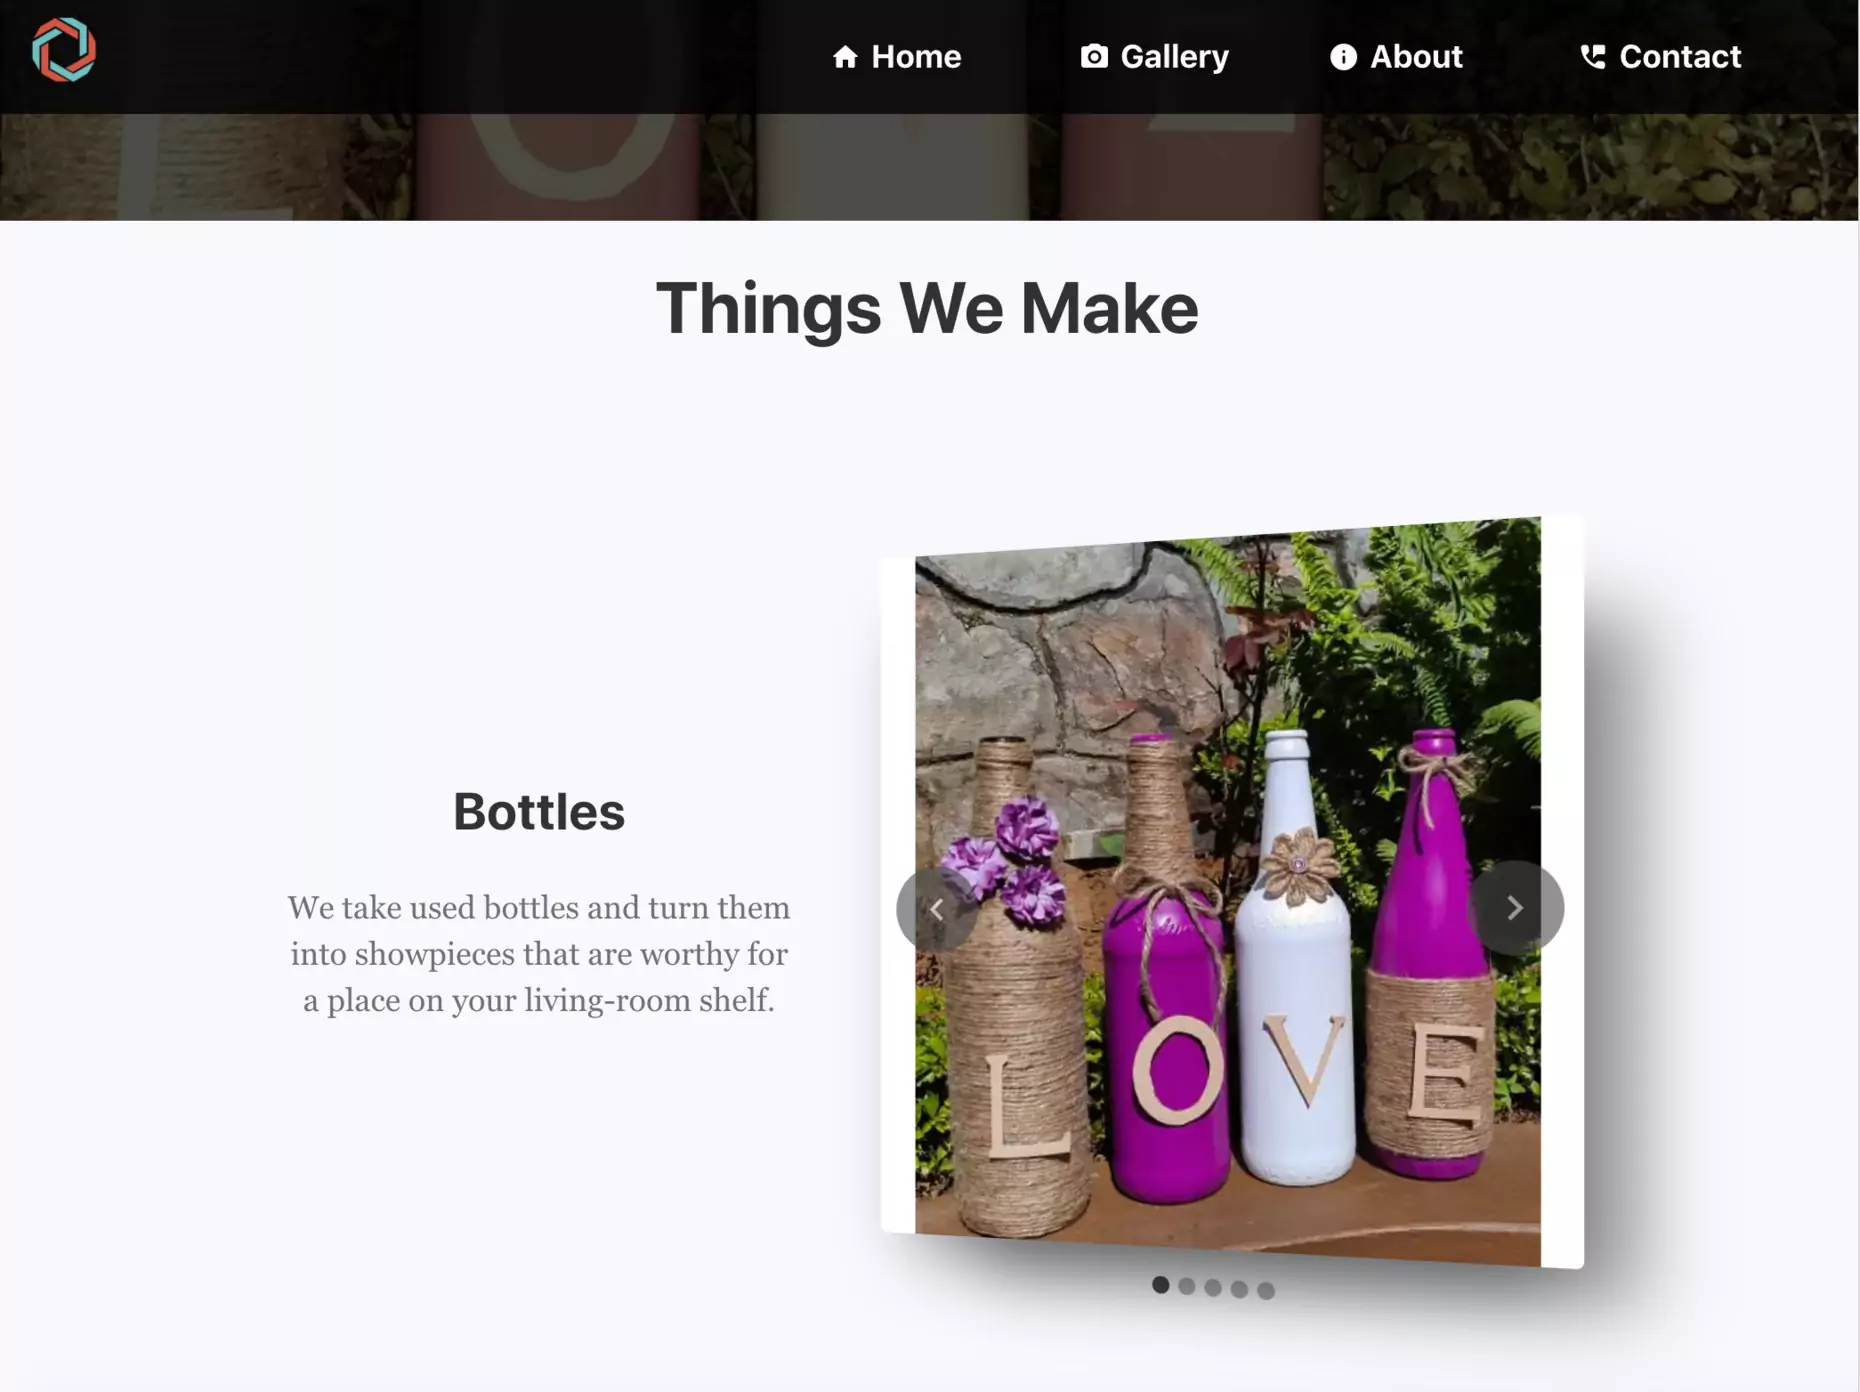 Home
Gallery
About
Contact
Things We Make
Bottles
We take used bottles and turn them
into showpieces that are worthy for
a place on your living-room shelf.
L O V E